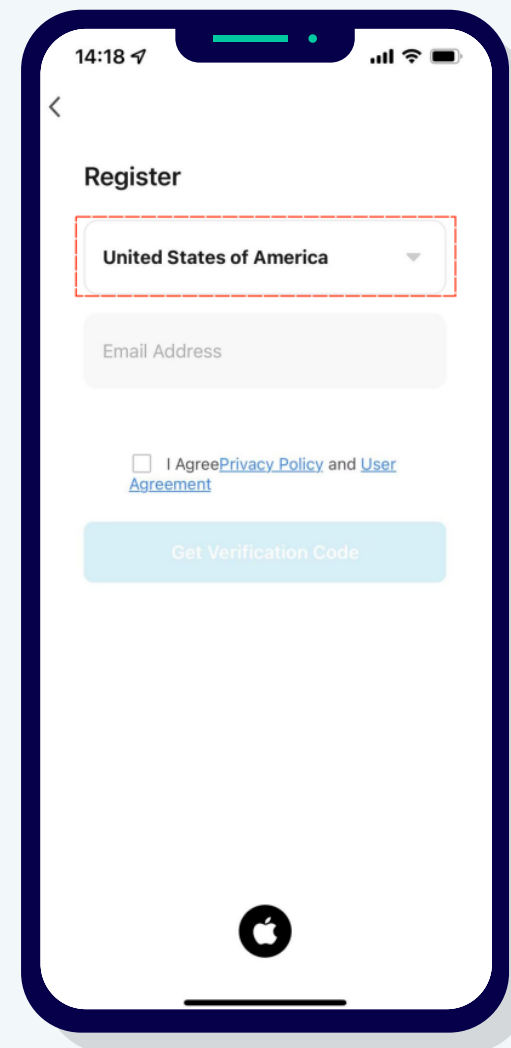 14:18
Register
United States of America
Email Address
I AgreePrivacy Policy and User
Agreement
Get Verification Code